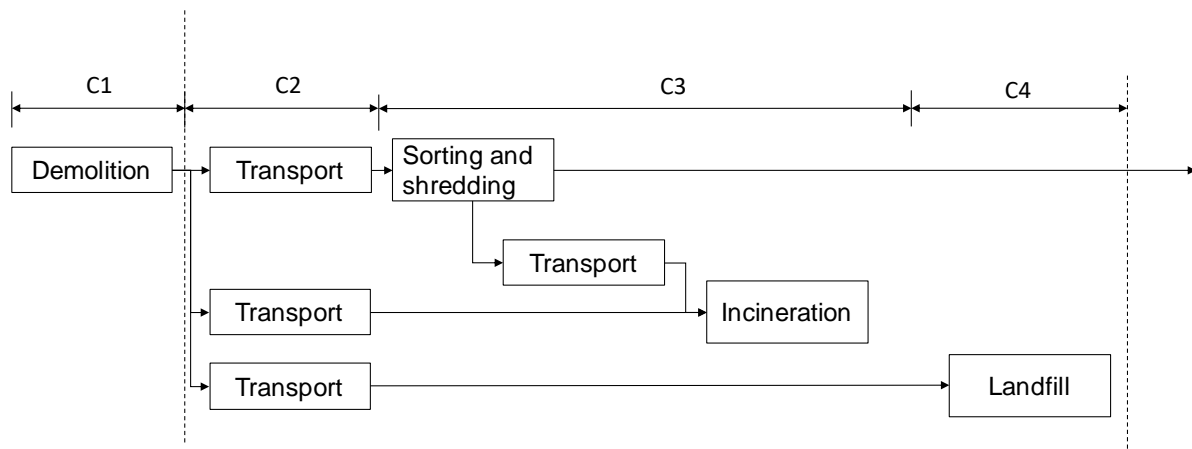 C1
C2
C3
C4
Demolition
Transport
Sorting and
shredding
Transport
Transport
Incineration
Transport
Landfill